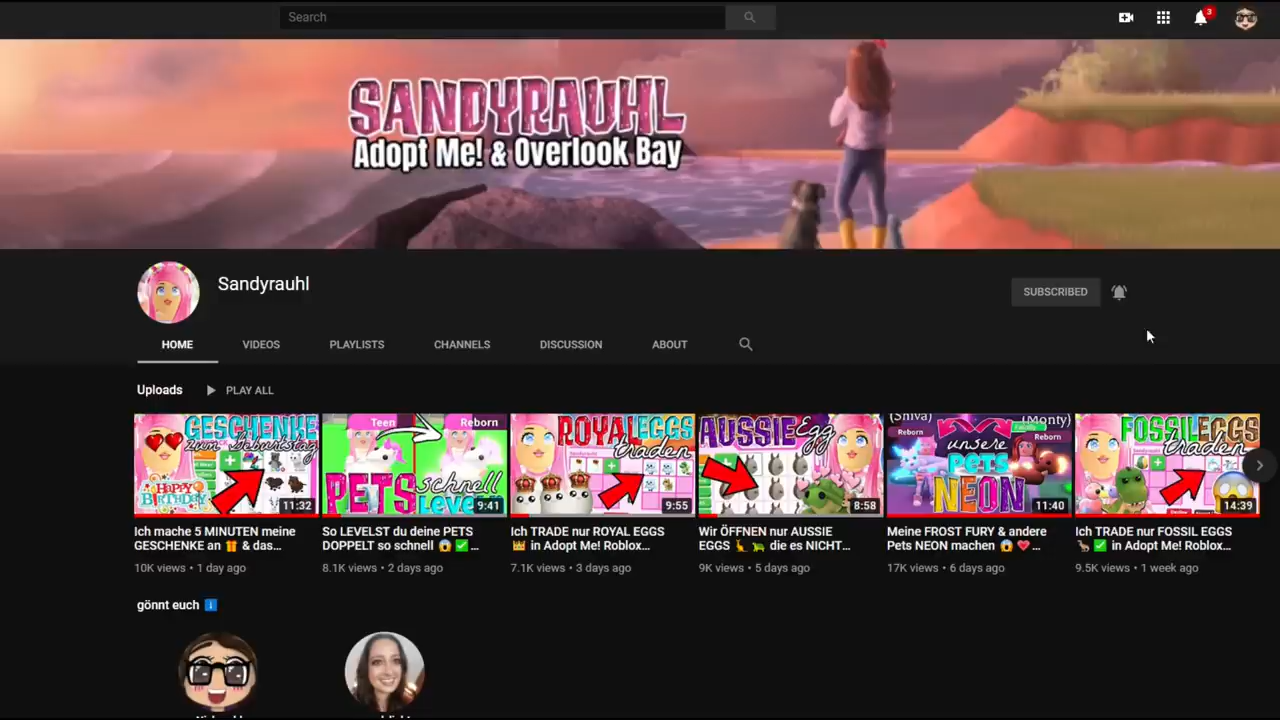 Search
3
SANDYRAUHL
Adopt Me! & Overlook Bay
Sandyrauhl
SUBSCRIBED
HOME VIDEOS PLAYLISTS CHANNELS DISCUSSION ABOUT
Uploads PLAY ALL
GESCHENKE
zum Geburtstag
HAPPY BIRTHDAY
11:32
Teen Reborn
PETS schnell
LEVELN
9:41
ROYAL EGGS
traden
9:55
AUSSIE Egg
8:58
(Shiva) (Monty)
Reborn Reborn
unsere
PETS
NEON
11:40
FOSSIL EGGS
traden
14:39
Ich mache 5 MINUTEN meine
GESCHENKE an 🎁 & das...
10K views • 1 day ago
So LEVELST du deine PETS
DOPPELT so schnell 😱 ✅ ...
8.1K views • 2 days ago
Ich TRADE nur ROYAL EGGS
👑 in Adopt Me! Roblox...
7.1K views • 3 days ago
Wir ÖFFNEN nur AUSSIE
EGGS 🦘 🐢 die es NICHT...
9K views • 5 days ago
Meine FROST FURY & andere
Pets NEON machen 😱 ❤️ ...
17K views • 6 days ago
Ich TRADE nur FOSSIL EGGS
🦕 ✅ in Adopt Me! Roblox...
9.5K views • 1 week ago
gönnt euch ℹ️